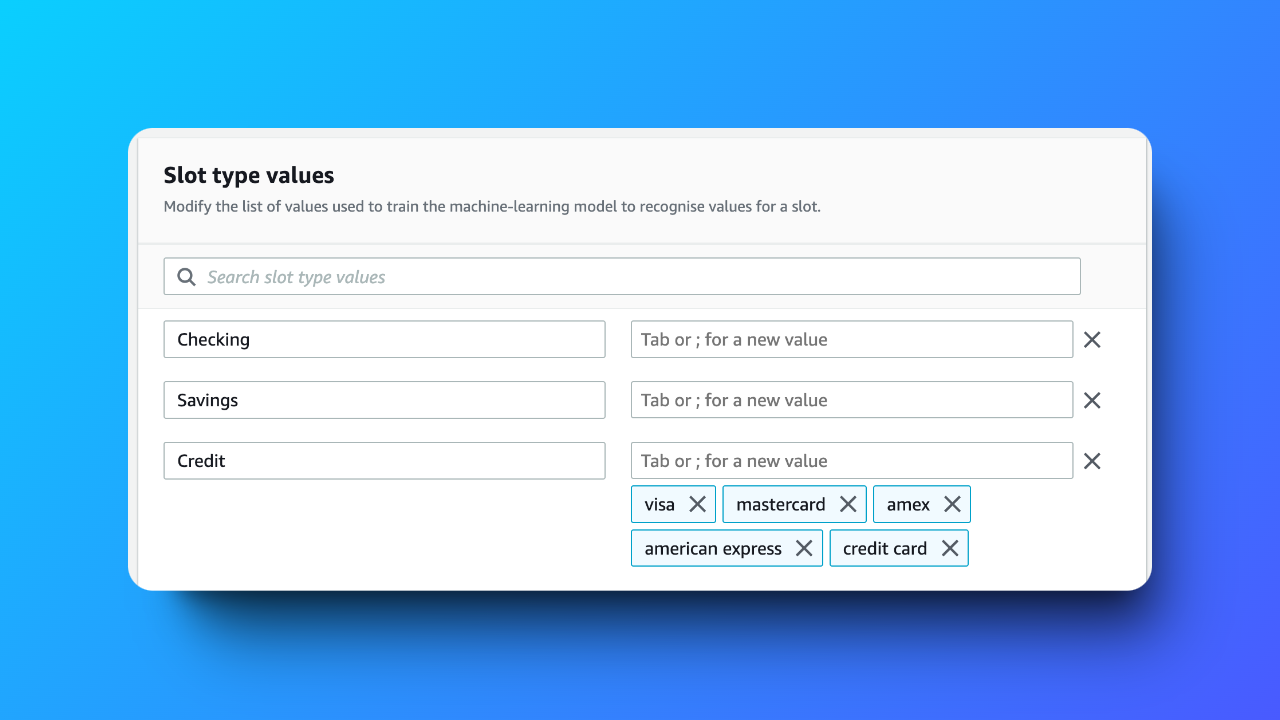 Slot type values
Modify the list of values used to train the machine-learning model to recognise values for a slot.
Search slot type values
Checking
Tab or ; for a new value
Savings
Tab or ; for a new value
Credit
Tab or ; for a new value
visa
mastercard
amex
american express
credit card